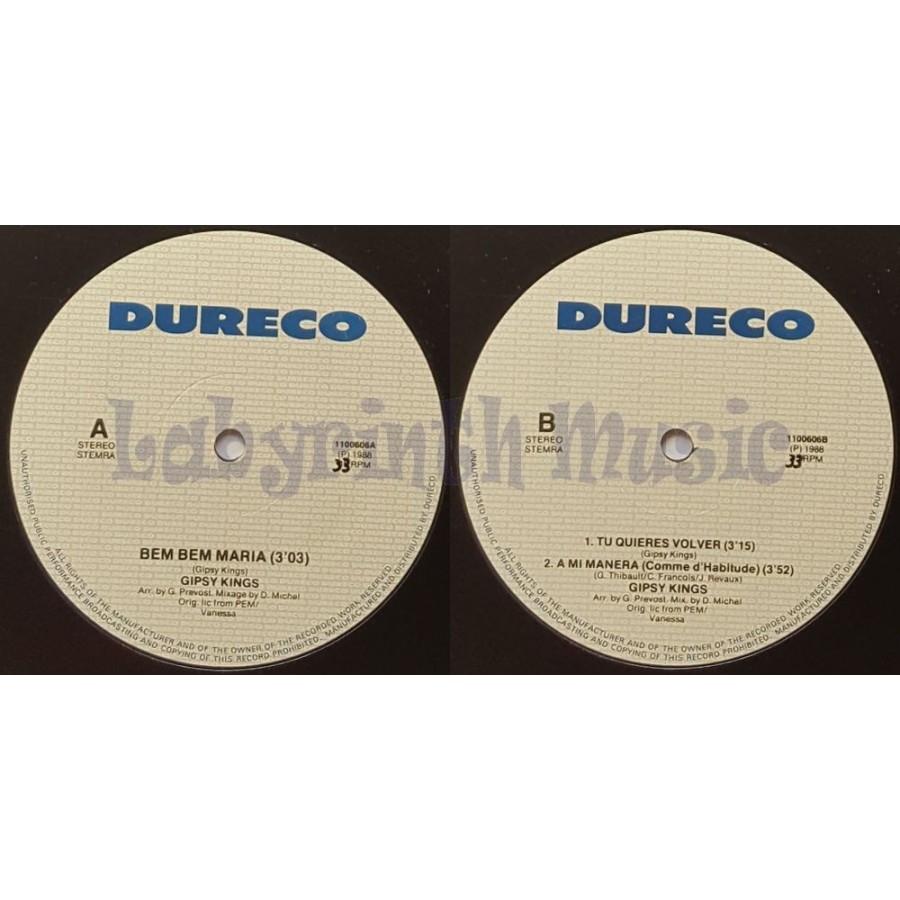 DURECO
A
STEREO
STEMRA
1100606A
(P) 1988
33 RPM
BEM BEM MARIA (3'03)
(Gipsy Kings)
GIPSY KINGS
Arr. by G. Prevost. Mixage by D. Michel
Orig. lic from PEM/
Vanessa
ALL RIGHTS OF THE MANUFACTURER AND OF THE OWNER OF THE RECORDED WORK RESERVED.
UNAUTHORISED PUBLIC PERFORMANCE BROADCASTING AND COPYING OF THIS RECORD PROHIBITED. MANUFACTURED AND DISTRIBUTED BY DURECO
DURECO
B
STEREO
STEMRA
1100606B
(P) 1988
33 RPM
1. TU QUIERES VOLVER (3'15)
(Gipsy Kings)
2. A MI MANERA (Comme d'Habitude) (3'52)
(G. Thibault/C. Francois/J. Revaux)
GIPSY KINGS
Arr. by G. Prevost. Mix. by D. Michel
Orig. lic from PEM/
Vanessa
ALL RIGHTS OF THE MANUFACTURER AND OF THE OWNER OF THE RECORDED WORK RESERVED.
UNAUTHORISED PUBLIC PERFORMANCE BROADCASTING AND COPYING OF THIS RECORD PROHIBITED. MANUFACTURED AND DISTRIBUTED BY DURECO
Labyrinth Music